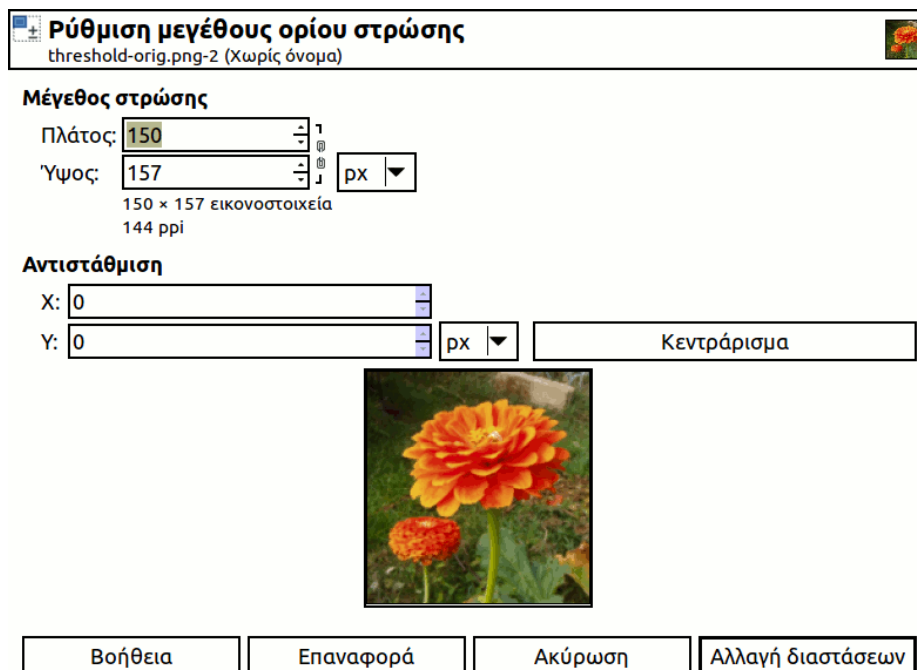 Ρύθμιση μεγέθους ορίου στρώσης
threshold-orig.png-2 (Χωρίς όνομα)
Μέγεθος στρώσης
Πλάτος: 150
Ύψος: 157 px
150 × 157 εικονοστοιχεία
144 ppi
Αντιστάθμιση
X: 0
Y: 0 px Κεντράρισμα
Βοήθεια Επαναφορά Ακύρωση Αλλαγή διαστάσεων